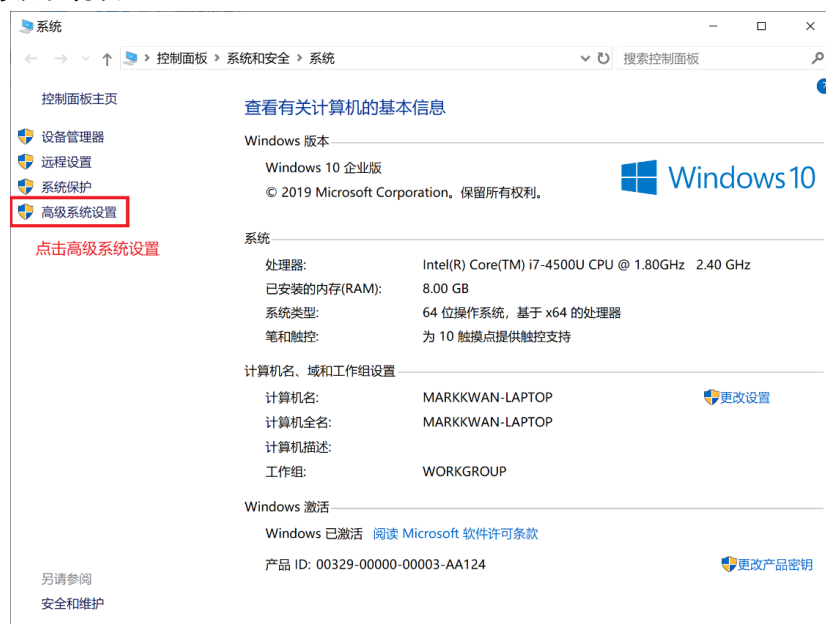 系统
控制面板 > 系统和安全 > 系统
搜索控制面板
控制面板主页
设备管理器
远程设置
系统保护
高级系统设置
点击高级系统设置
另请参阅
安全和维护
查看有关计算机的基本信息
Windows 版本
Windows 10 企业版
© 2019 Microsoft Corporation。保留所有权利。
Windows 10
系统
处理器: Intel(R) Core(TM) i7-4500U CPU @ 1.80GHz 2.40 GHz
已安装的内存(RAM): 8.00 GB
系统类型: 64 位操作系统，基于 x64 的处理器
笔和触控: 为 10 触摸点提供触控支持
计算机名、域和工作组设置
计算机名: MARKKWAN-LAPTOP
更改设置
计算机全名: MARKKWAN-LAPTOP
计算机描述:
工作组: WORKGROUP
Windows 激活
Windows 已激活 阅读 Microsoft 软件许可条款
产品 ID: 00329-00000-00003-AA124
更改产品密钥